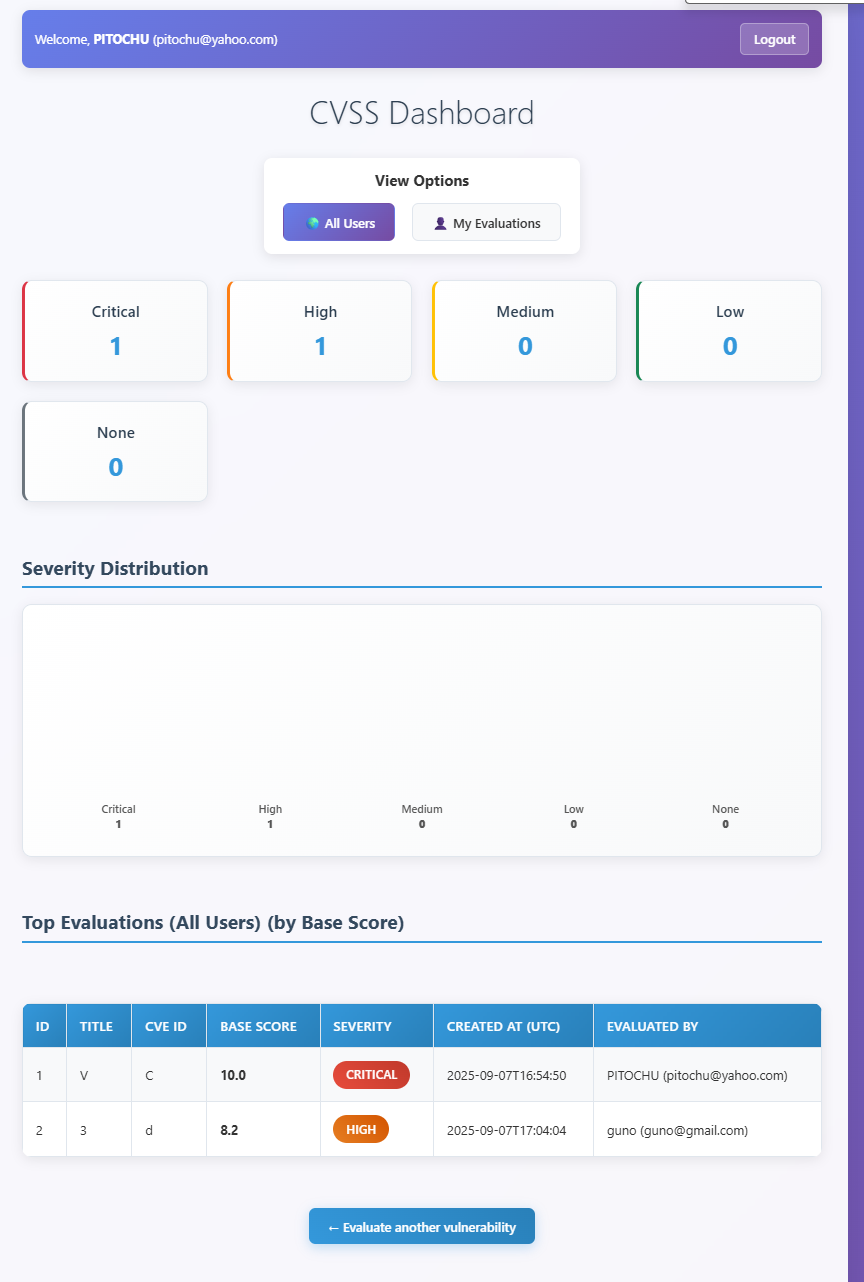 Welcome, PITOCHU (pitochu@yahoo.com)
Logout
CVSS Dashboard
View Options
All Users
My Evaluations
Critical
1
High
1
Medium
0
Low
0
None
0
Severity Distribution
Critical
1
High
1
Medium
0
Low
0
None
0
Top Evaluations (All Users) (by Base Score)
ID TITLE CVE ID BASE SCORE SEVERITY CREATED AT (UTC) EVALUATED BY
1 V C 10.0 CRITICAL 2025-09-07T16:54:50 PITOCHU (pitochu@yahoo.com)
2 3 d 8.2 HIGH 2025-09-07T17:04:04 guno (guno@gmail.com)
← Evaluate another vulnerability